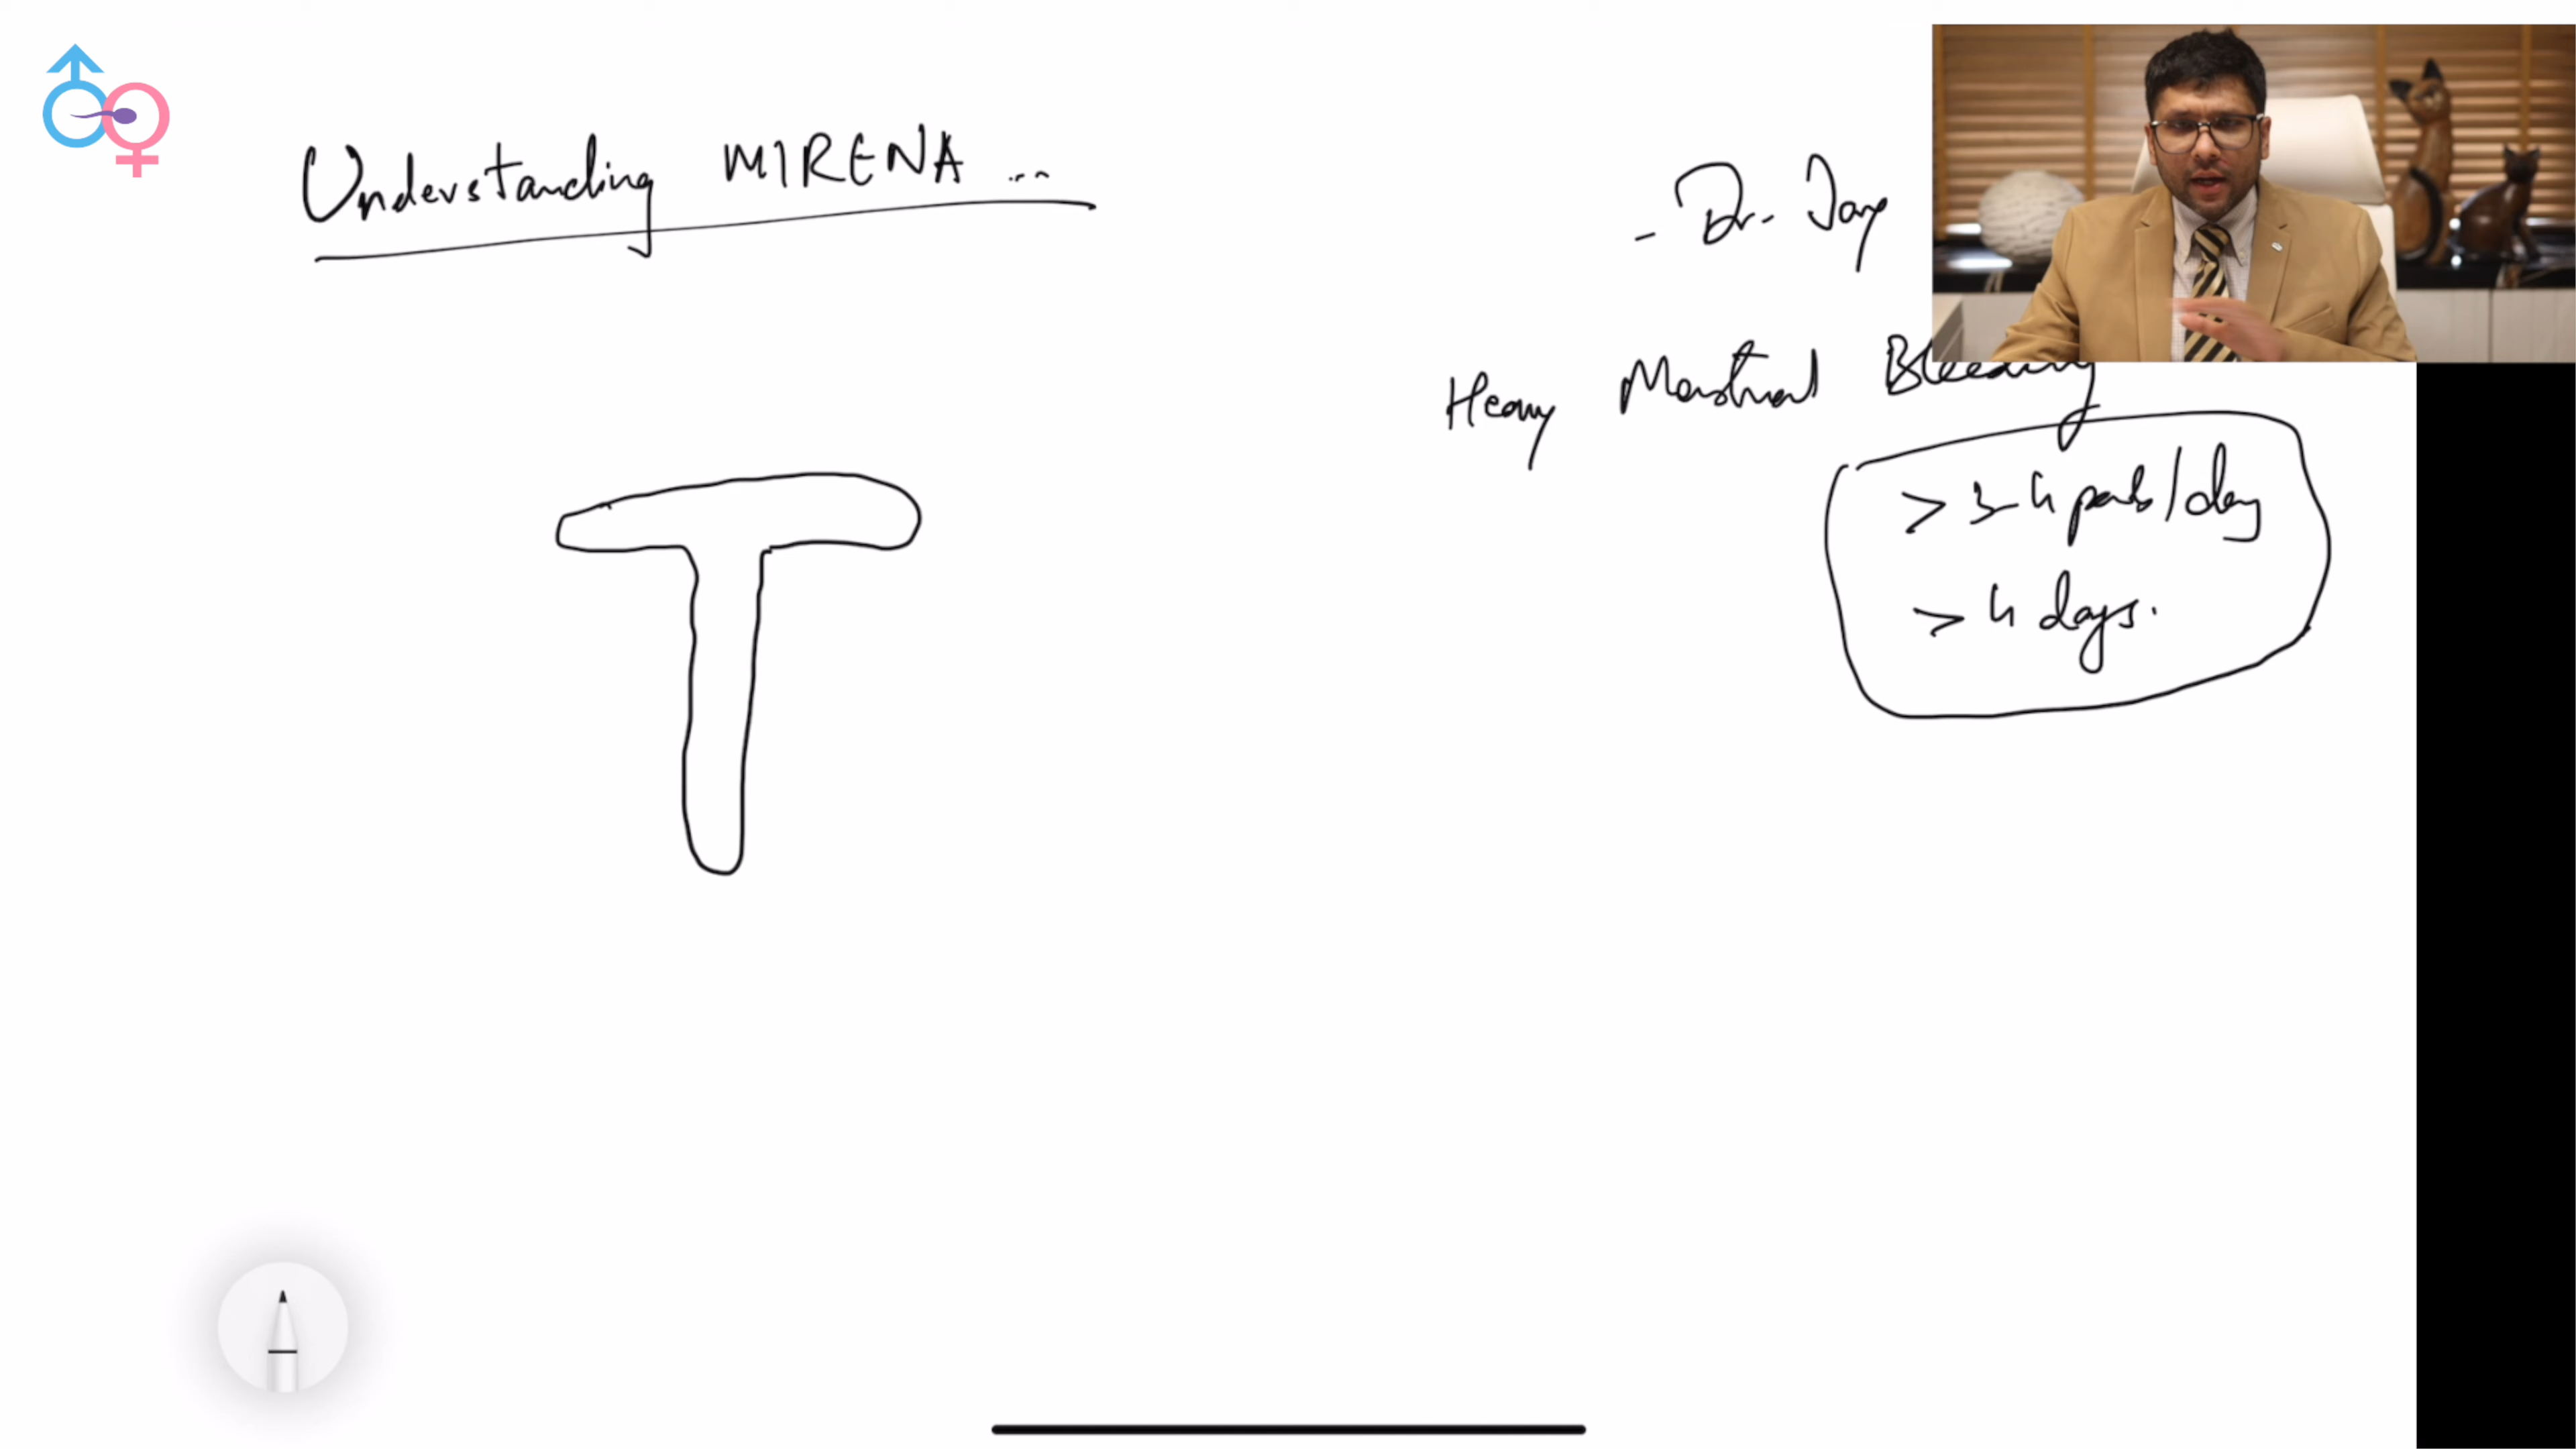 Understanding MIRENA ...
- Dr. Jay
Heavy Menstrual Bleeding
> 3-4 pads/day
> 4 days.